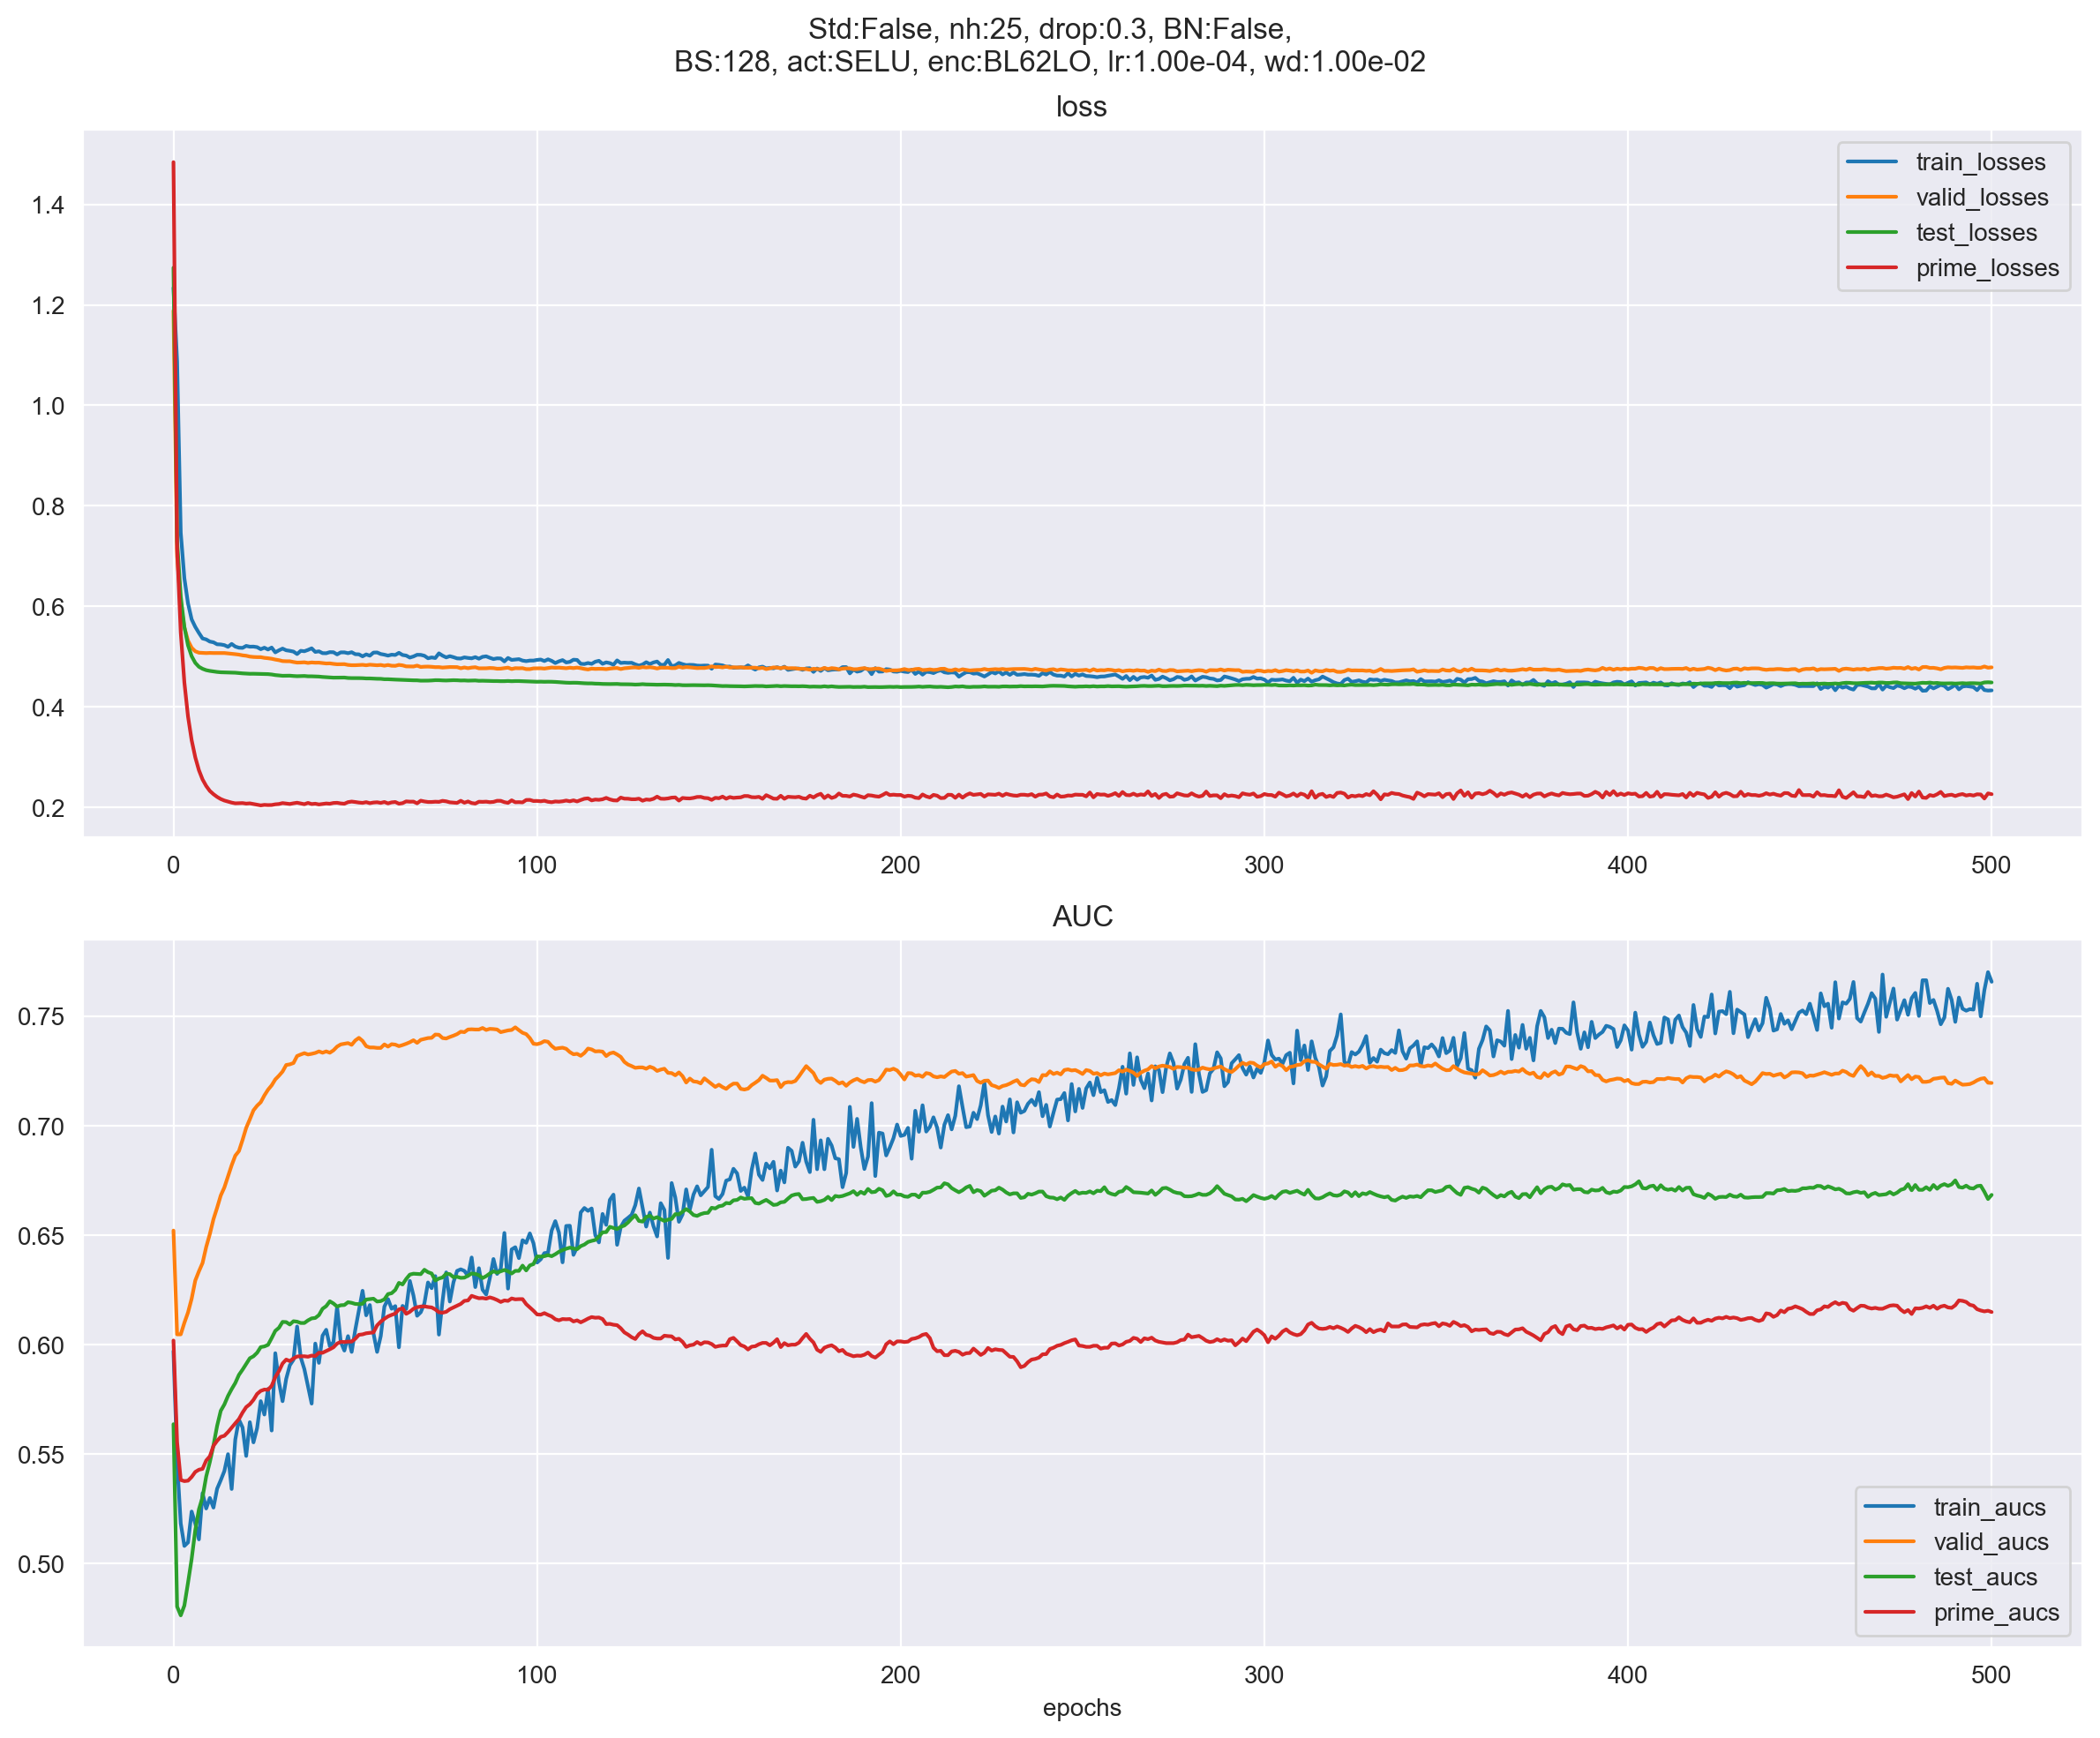 Std:False, nh:25, drop:0.3, BN:False,
BS:128, act:SELU, enc:BL62LO, lr:1.00e-04, wd:1.00e-02
loss
train_losses
valid_losses
test_losses
prime_losses
1.4
1.2
1.0
0.8
0.6
0.4
0.2
0 100 200 300 400 500
AUC
0.75
0.70
0.65
0.60
0.55
0.50
train_aucs
valid_aucs
test_aucs
prime_aucs
0 100 200 300 400 500
epochs